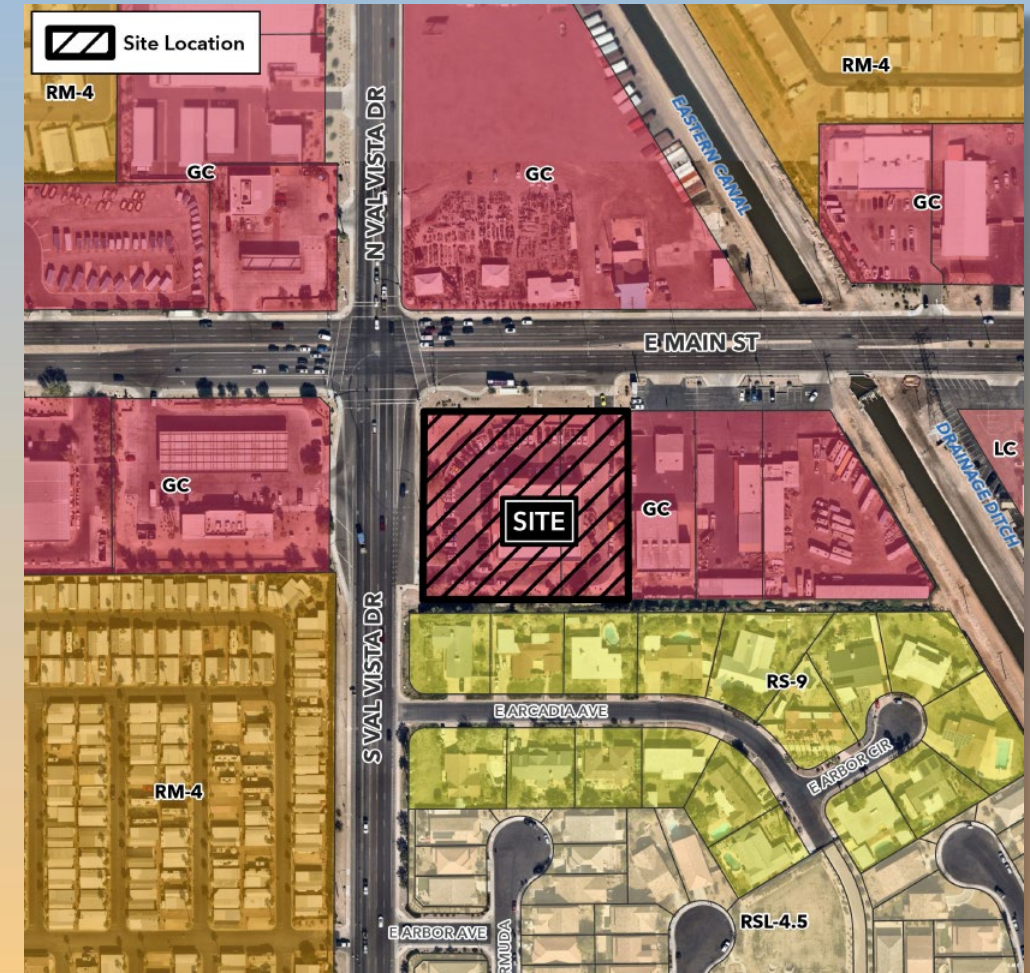 Site Location
RM-4
RM-4
GC
GC
GC
N VAL VISTA DR
EASTERN CANAL
E MAIN ST
GC
SITE
GC
LC
DRAINAGE DITCH
S VAL VISTA DR
RS-9
E ARCADIA AVE
E ARBOR CIR
RM-4
RSL-4.5
E ARBOR AVE
RMUDA